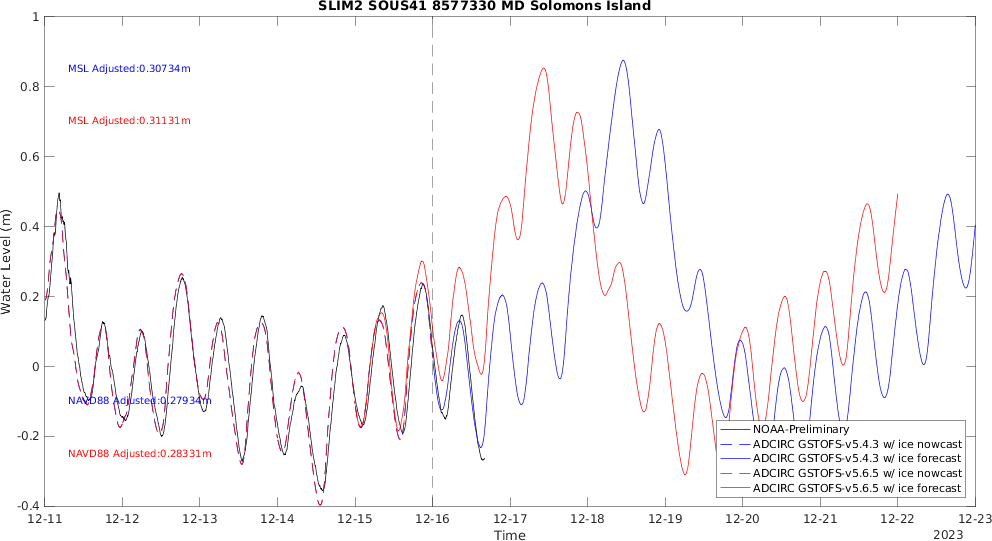 SLIM2 SOUS41 8577330 MD Solomons Island
Water Level (m)
1
0.8
0.6
0.4
0.2
0
-0.2
-0.4
MSL Adjusted:0.30734m
MSL Adjusted:0.31131m
NAVD88 Adjusted:0.27934m
NAVD88 Adjusted:0.28331m
NOAA-Preliminary
ADCIRC GSTOFS-v5.4.3 w/ ice nowcast
ADCIRC GSTOFS-v5.4.3 w/ ice forecast
ADCIRC GSTOFS-v5.6.5 w/ ice nowcast
ADCIRC GSTOFS-v5.6.5 w/ ice forecast
12-11 12-12 12-13 12-14 12-15 12-16 12-17 12-18 12-19 12-20 12-21 12-22 12-23
Time
2023